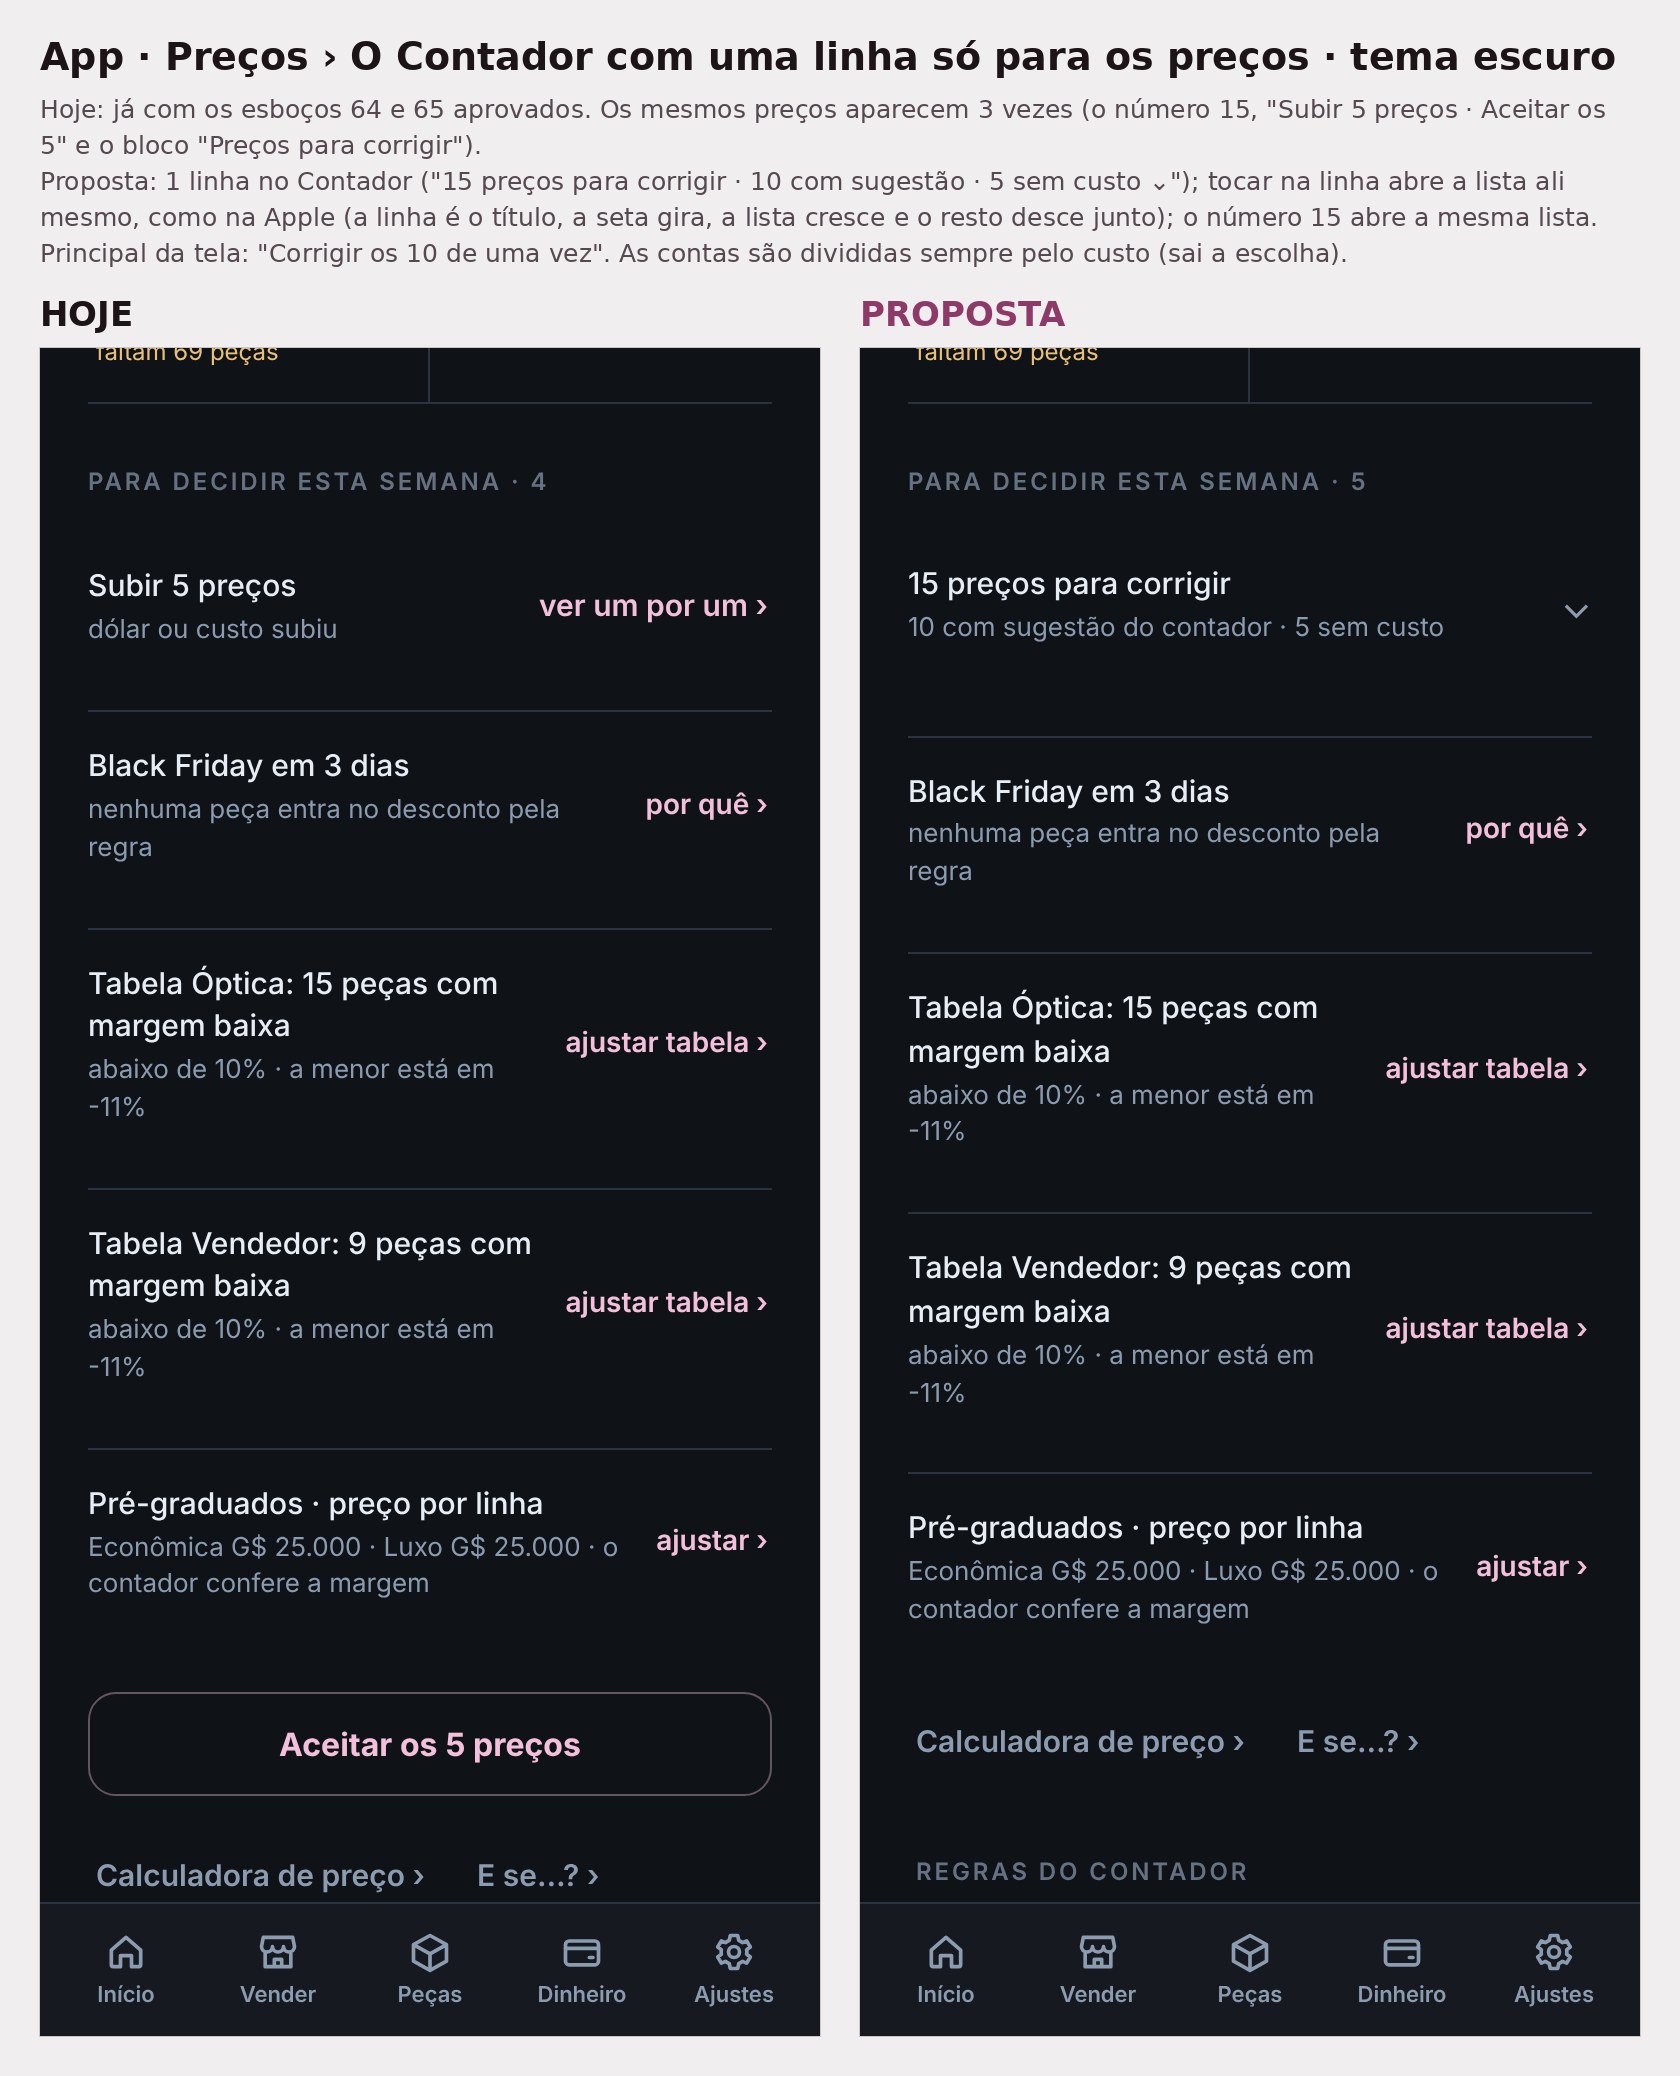 App · Preços › O Contador com uma linha só para os preços · tema escuro
Hoje: já com os esboços 64 e 65 aprovados. Os mesmos preços aparecem 3 vezes (o número 15, "Subir 5 preços · Aceitar os
5" e o bloco "Preços para corrigir").
Proposta: 1 linha no Contador ("15 preços para corrigir · 10 com sugestão · 5 sem custo ⌄"); tocar na linha abre a lista ali
mesmo, como na Apple (a linha é o título, a seta gira, a lista cresce e o resto desce junto); o número 15 abre a mesma lista.
Principal da tela: "Corrigir os 10 de uma vez". As contas são divididas sempre pelo custo (sai a escolha).
HOJE
faltam 69 peças
PARA DECIDIR ESTA SEMANA · 4
Subir 5 preços
dólar ou custo subiu
ver um por um ›
Black Friday em 3 dias
nenhuma peça entra no desconto pela
regra
por quê ›
Tabela Óptica: 15 peças com
margem baixa
abaixo de 10% · a menor está em
-11%
ajustar tabela ›
Tabela Vendedor: 9 peças com
margem baixa
abaixo de 10% · a menor está em
-11%
ajustar tabela ›
Pré-graduados · preço por linha
Econômica G$ 25.000 · Luxo G$ 25.000 · o
contador confere a margem
ajustar ›
Aceitar os 5 preços
Calculadora de preço ›
E se...? ›
Início
Vender
Peças
Dinheiro
Ajustes
PROPOSTA
faltam 69 peças
PARA DECIDIR ESTA SEMANA · 5
15 preços para corrigir
10 com sugestão do contador · 5 sem custo
Black Friday em 3 dias
nenhuma peça entra no desconto pela
regra
por quê ›
Tabela Óptica: 15 peças com
margem baixa
abaixo de 10% · a menor está em
-11%
ajustar tabela ›
Tabela Vendedor: 9 peças com
margem baixa
abaixo de 10% · a menor está em
-11%
ajustar tabela ›
Pré-graduados · preço por linha
Econômica G$ 25.000 · Luxo G$ 25.000 · o
contador confere a margem
ajustar ›
Calculadora de preço ›
E se...? ›
REGRAS DO CONTADOR
Início
Vender
Peças
Dinheiro
Ajustes